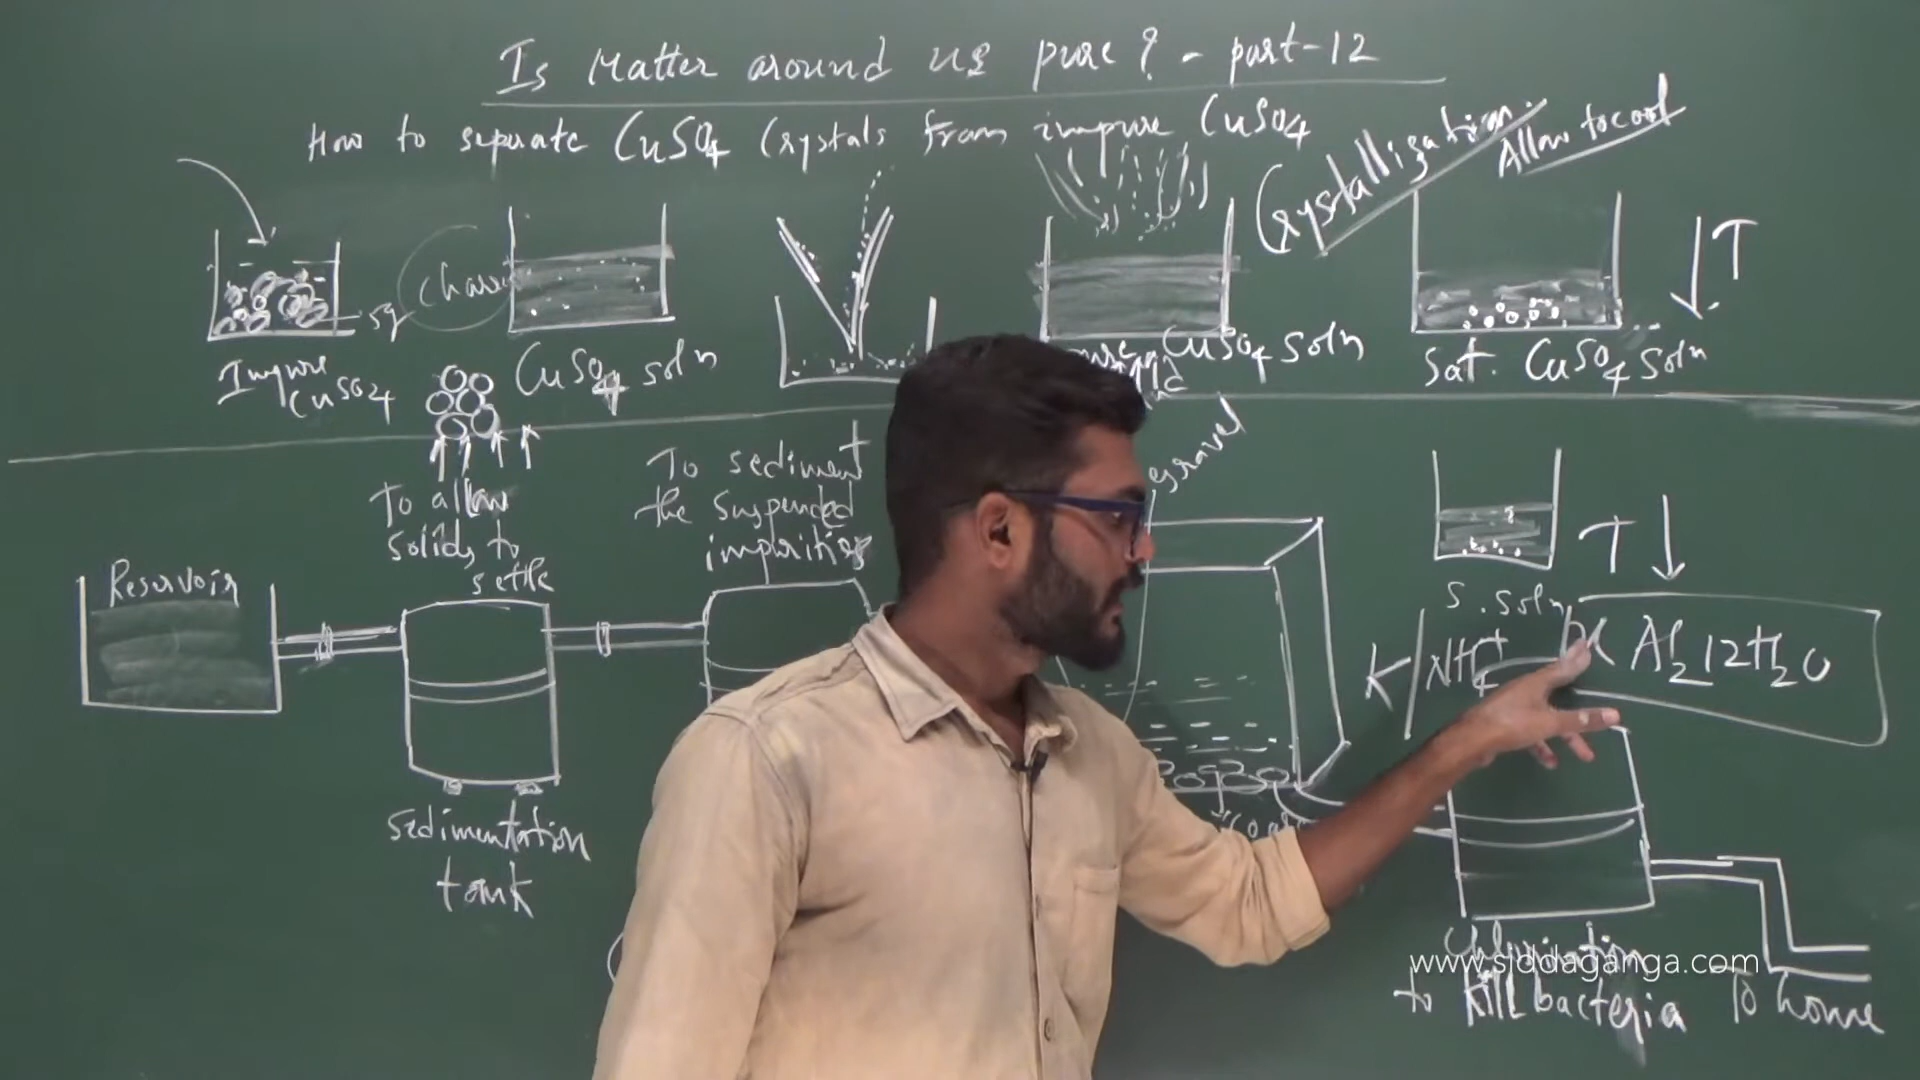 Is Matter around us pure? - part-12
How to separate CuSO4 Crystals from impure CuSO4
Crystallization.
Allow to cool
T
Impure
CuSO4
CuSO4 soln
CuSO4 soln
Sat. CuSO4 soln
To allow
solids to
settle
To sediment
the suspended
impurities
gravel
Reservoir
T
S. soln
K/NH4+
Al2 12H2O
sedimentation
tank
www.siddaganga.com
to kill bacteria
To home